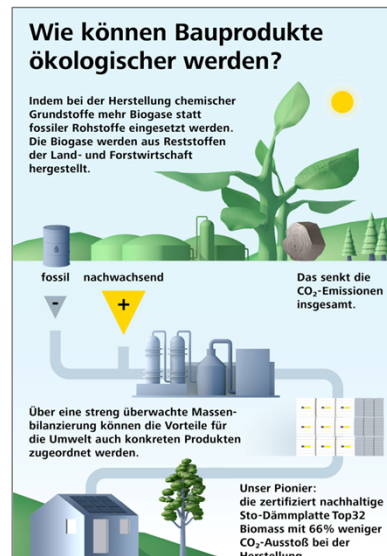 Wie können Bauprodukte
ökologischer werden?
Indem bei der Herstellung chemischer
Grundstoffe mehr Biogase statt
fossiler Rohstoffe eingesetzt werden.
Die Biogase werden aus Reststoffen
der Land- und Forstwirtschaft
hergestellt.
fossil
nachwachsend
-
+
Das senkt die
CO₂-Emissionen
insgesamt.
Über eine streng überwachte Massen-
bilanzierung können die Vorteile für
die Umwelt auch konkreten Produkten
zugeordnet werden.
Unser Pionier:
die zertifiziert nachhaltige
Sto-Dämmplatte Top32
Biomass mit 66% weniger
CO₂-Ausstoß bei der
Herstellung